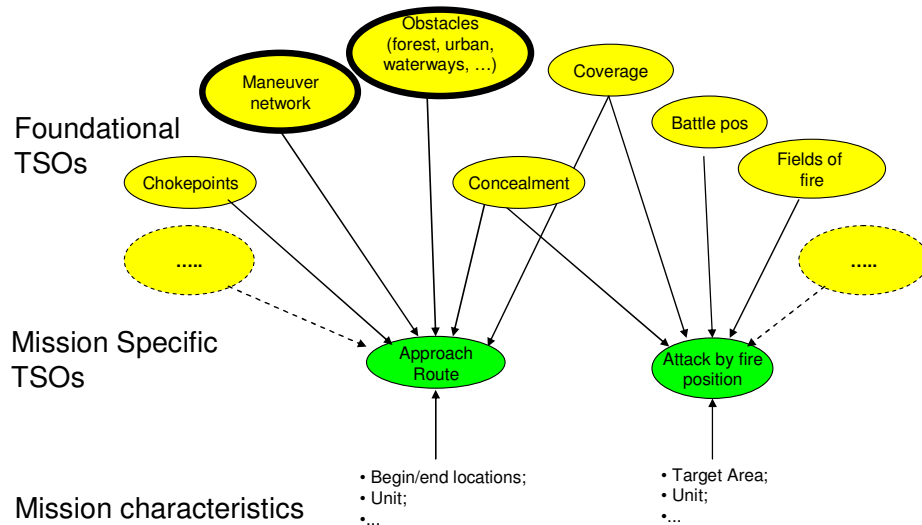 Obstacles
(forest, urban,
waterways, …)
Maneuver
network
Coverage
Foundational
TSOs
Battle pos
Fields of
fire
Chokepoints
Concealment
…..
…..
Mission Specific
TSOs
Approach
Route
Attack by fire
position
Mission characteristics
• Begin/end locations;
• Unit;
•...
• Target Area;
• Unit;
•...